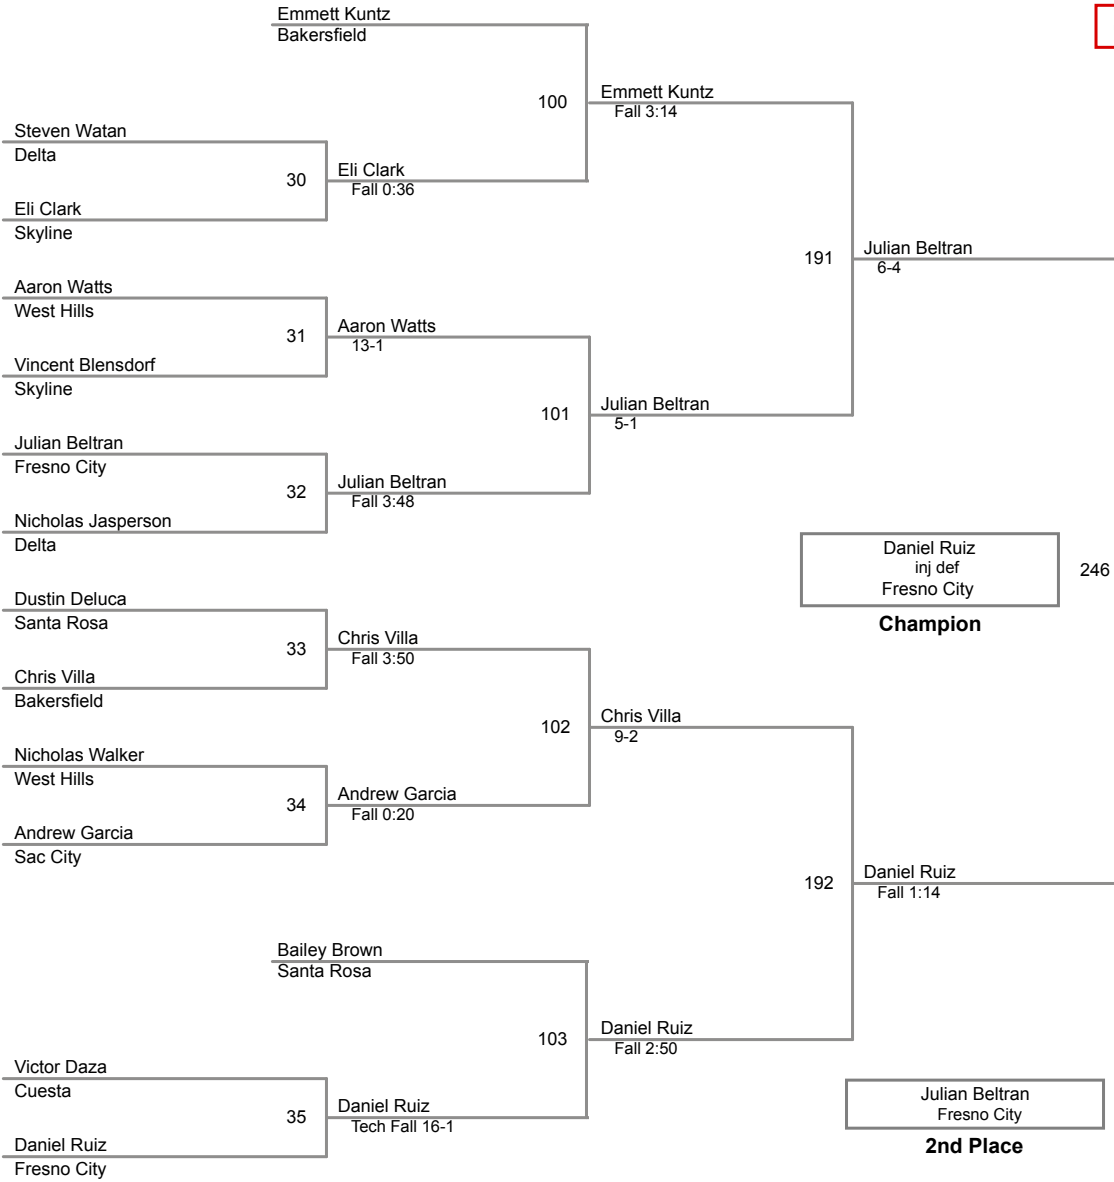 Emmett Kuntz
Bakersfield
100
Emmett Kuntz
Fall 3:14
Steven Watan
Delta
30
Eli Clark
Fall 0:36
Eli Clark
Skyline
191
Julian Beltran
6-4
Aaron Watts
West Hills
31
Aaron Watts
13-1
Vincent Blensdorf
Skyline
101
Julian Beltran
5-1
Julian Beltran
Fresno City
32
Julian Beltran
Fall 3:48
Nicholas Jasperson
Delta
Daniel Ruiz
inj def
Fresno City
246
Champion
Dustin Deluca
Santa Rosa
33
Chris Villa
Fall 3:50
Chris Villa
Bakersfield
102
Chris Villa
9-2
Nicholas Walker
West Hills
34
Andrew Garcia
Fall 0:20
Andrew Garcia
Sac City
192
Daniel Ruiz
Fall 1:14
Bailey Brown
Santa Rosa
103
Daniel Ruiz
Fall 2:50
Victor Daza
Cuesta
35
Daniel Ruiz
Tech Fall 16-1
Daniel Ruiz
Fresno City
Julian Beltran
Fresno City
2nd Place